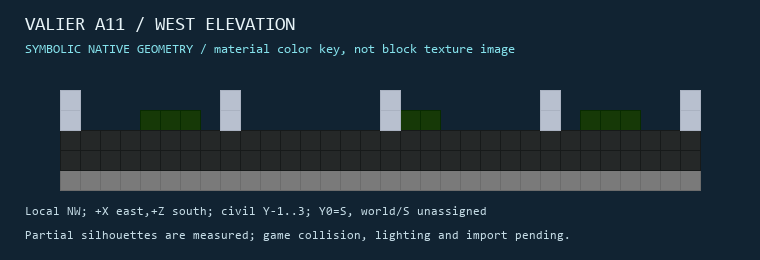 VALIER A11 / WEST ELEVATION
SYMBOLIC NATIVE GEOMETRY / material color key, not block texture image
Local NW; +X east,+Z south; civil Y-1..3; Y0=S, world/S unassigned
Partial silhouettes are measured; game collision, lighting and import pending.